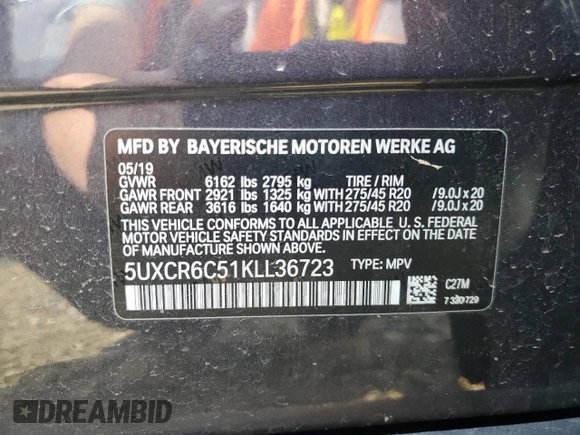 MFD BY BAYERISCHE MOTOREN WERKE AG
05/19
GVWR 6162 lbs 2795 kg TIRE / RIM
GAWR FRONT 2921 lbs 1325 kg WITH 275/45 R20 /9.0J x 20
GAWR REAR 3616 lbs 1640 kg WITH 275/45 R20 /9.0J x 20
THIS VEHICLE CONFORMS TO ALL APPLICABLE U. S. FEDERAL
MOTOR VEHICLE SAFETY STANDARDS IN EFFECT ON THE DATE
OF MANUFACTURE SHOWN ABOVE.
5UXCR6C51KLL36723 TYPE: MPV
C27M
DREAMBID